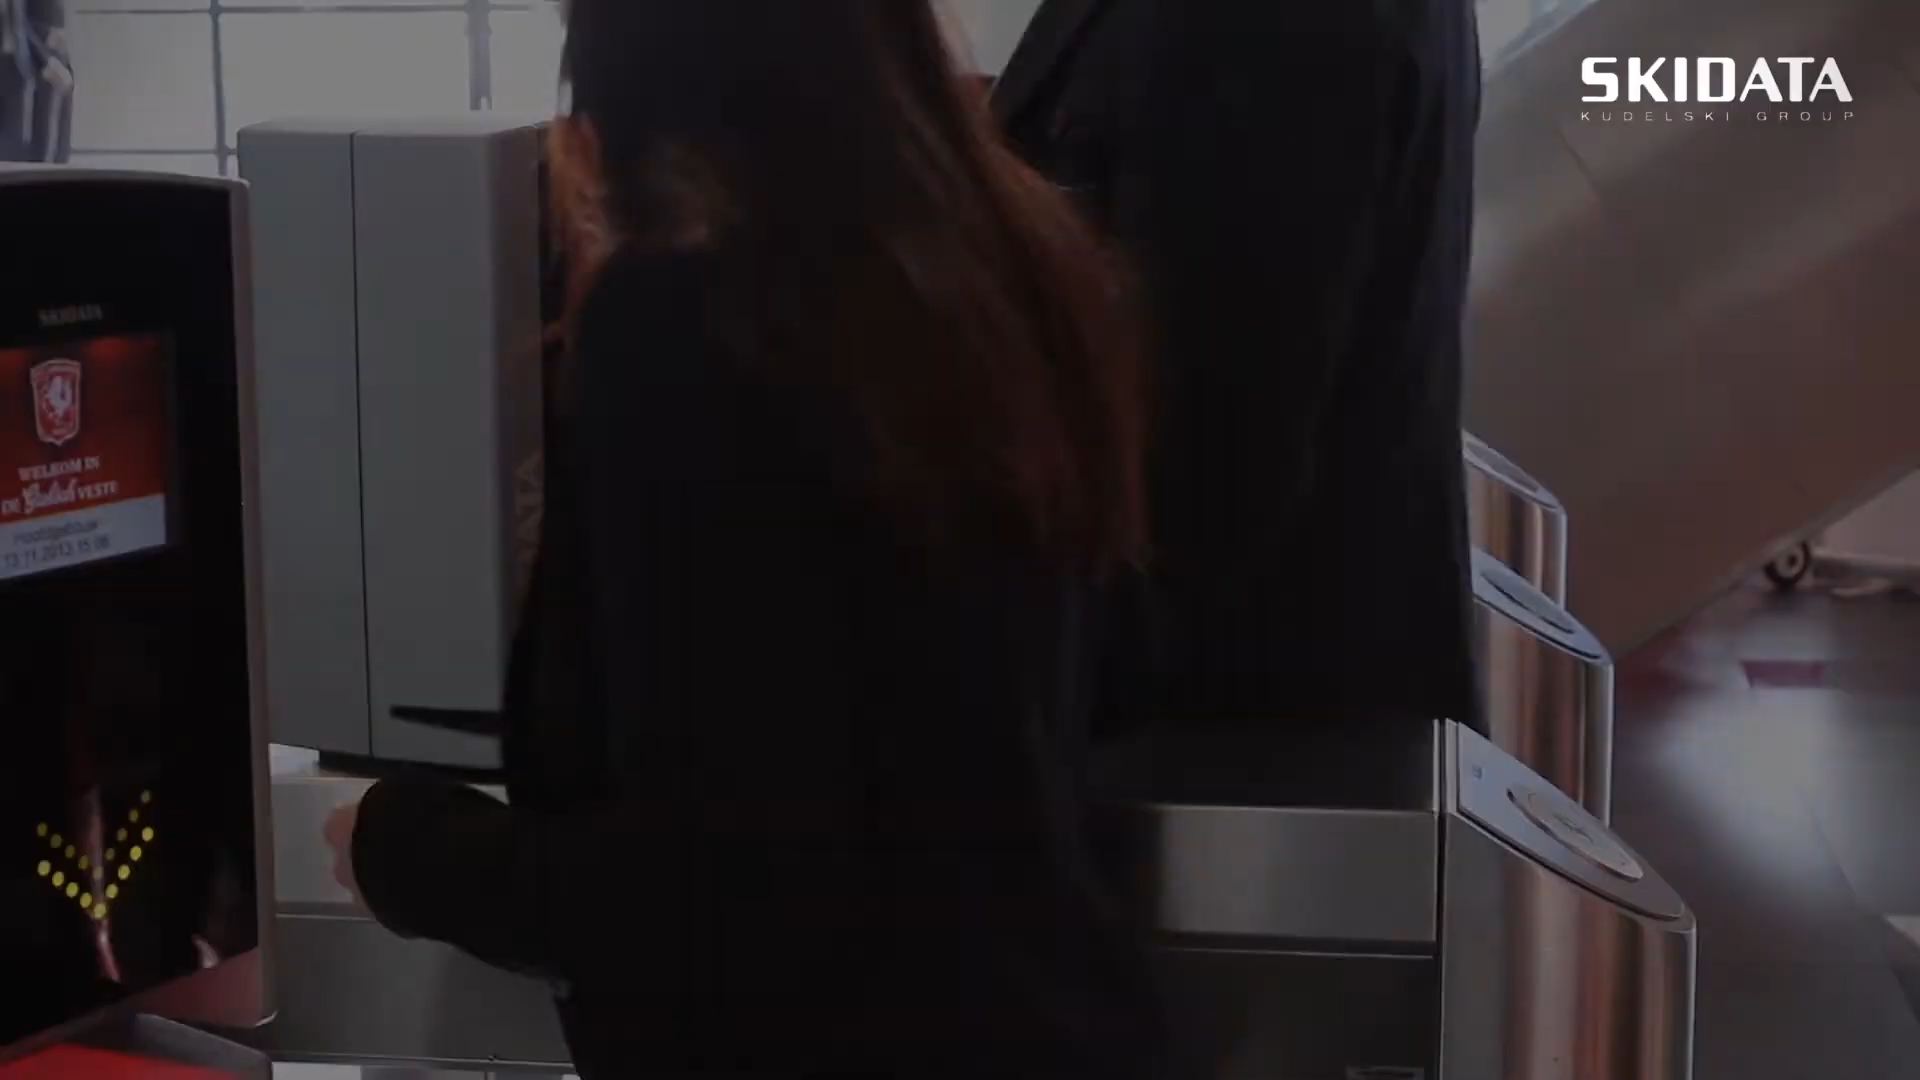 SKIDATA
KUDELSKI GROUP
SKIDATA
WELKOM IN
DE Grolsch VESTE
13.11.2013 15:06